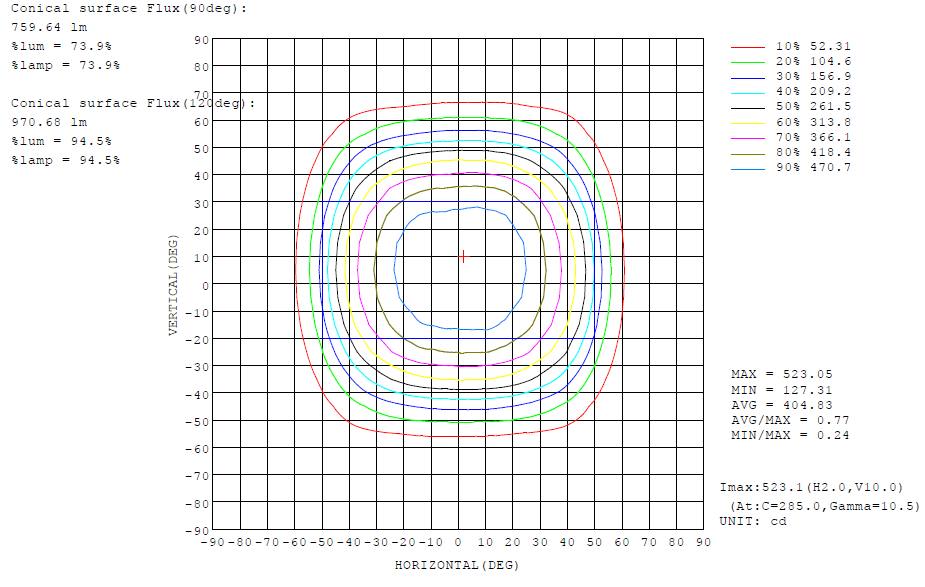 Conical surface Flux(90deg):
759.64 lm
%lum = 73.9%
%lamp = 73.9%
Conical surface Flux(120deg):
970.68 lm
%lum = 94.5%
%lamp = 94.5%
90
80
70
60
50
40
30
20
10
0
-10
-20
-30
-40
-50
-60
-70
-80
-90
VERTICAL(DEG)
-90 -80 -70 -60 -50 -40 -30 -20 -10 0 10 20 30 40 50 60 70 80 90
HORIZONTAL(DEG)
10% 52.31
20% 104.6
30% 156.9
40% 209.2
50% 261.5
60% 313.8
70% 366.1
80% 418.4
90% 470.7
MAX = 523.05
MIN = 127.31
AVG = 404.83
AVG/MAX = 0.77
MIN/MAX = 0.24
Imax:523.1(H2.0,V10.0)
(At:C=285.0,Gamma=10.5)
UNIT: cd